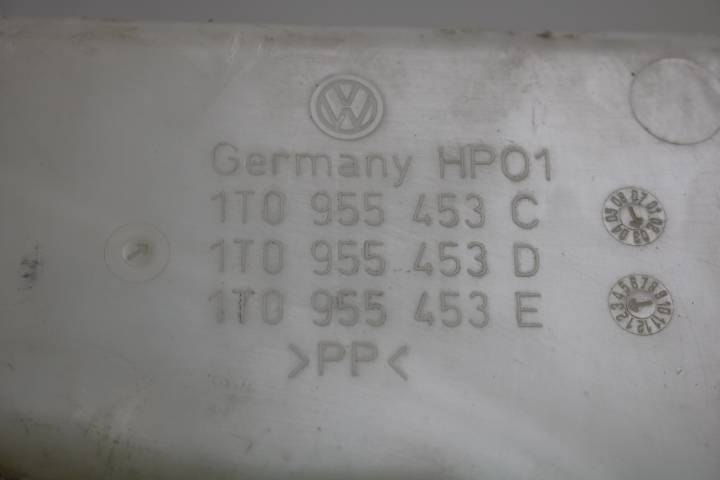 Germany HP01
1T0 955 453 C
1T0 955 453 D
1T0 955 453 E
>PP<